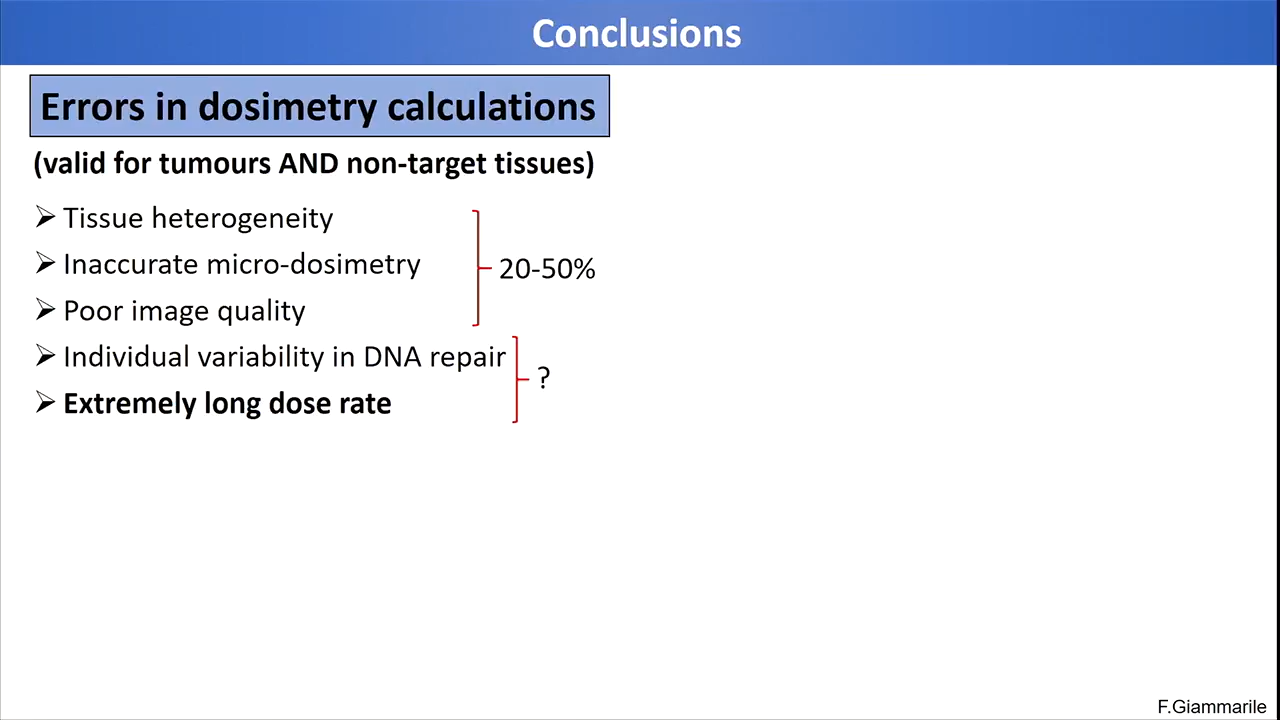 Conclusions
Errors in dosimetry calculations
(valid for tumours AND non-target tissues)
➢ Tissue heterogeneity
➢ Inaccurate micro-dosimetry
➢ Poor image quality
20-50%
➢ Individual variability in DNA repair
➢ Extremely long dose rate
?
F.Giammarile